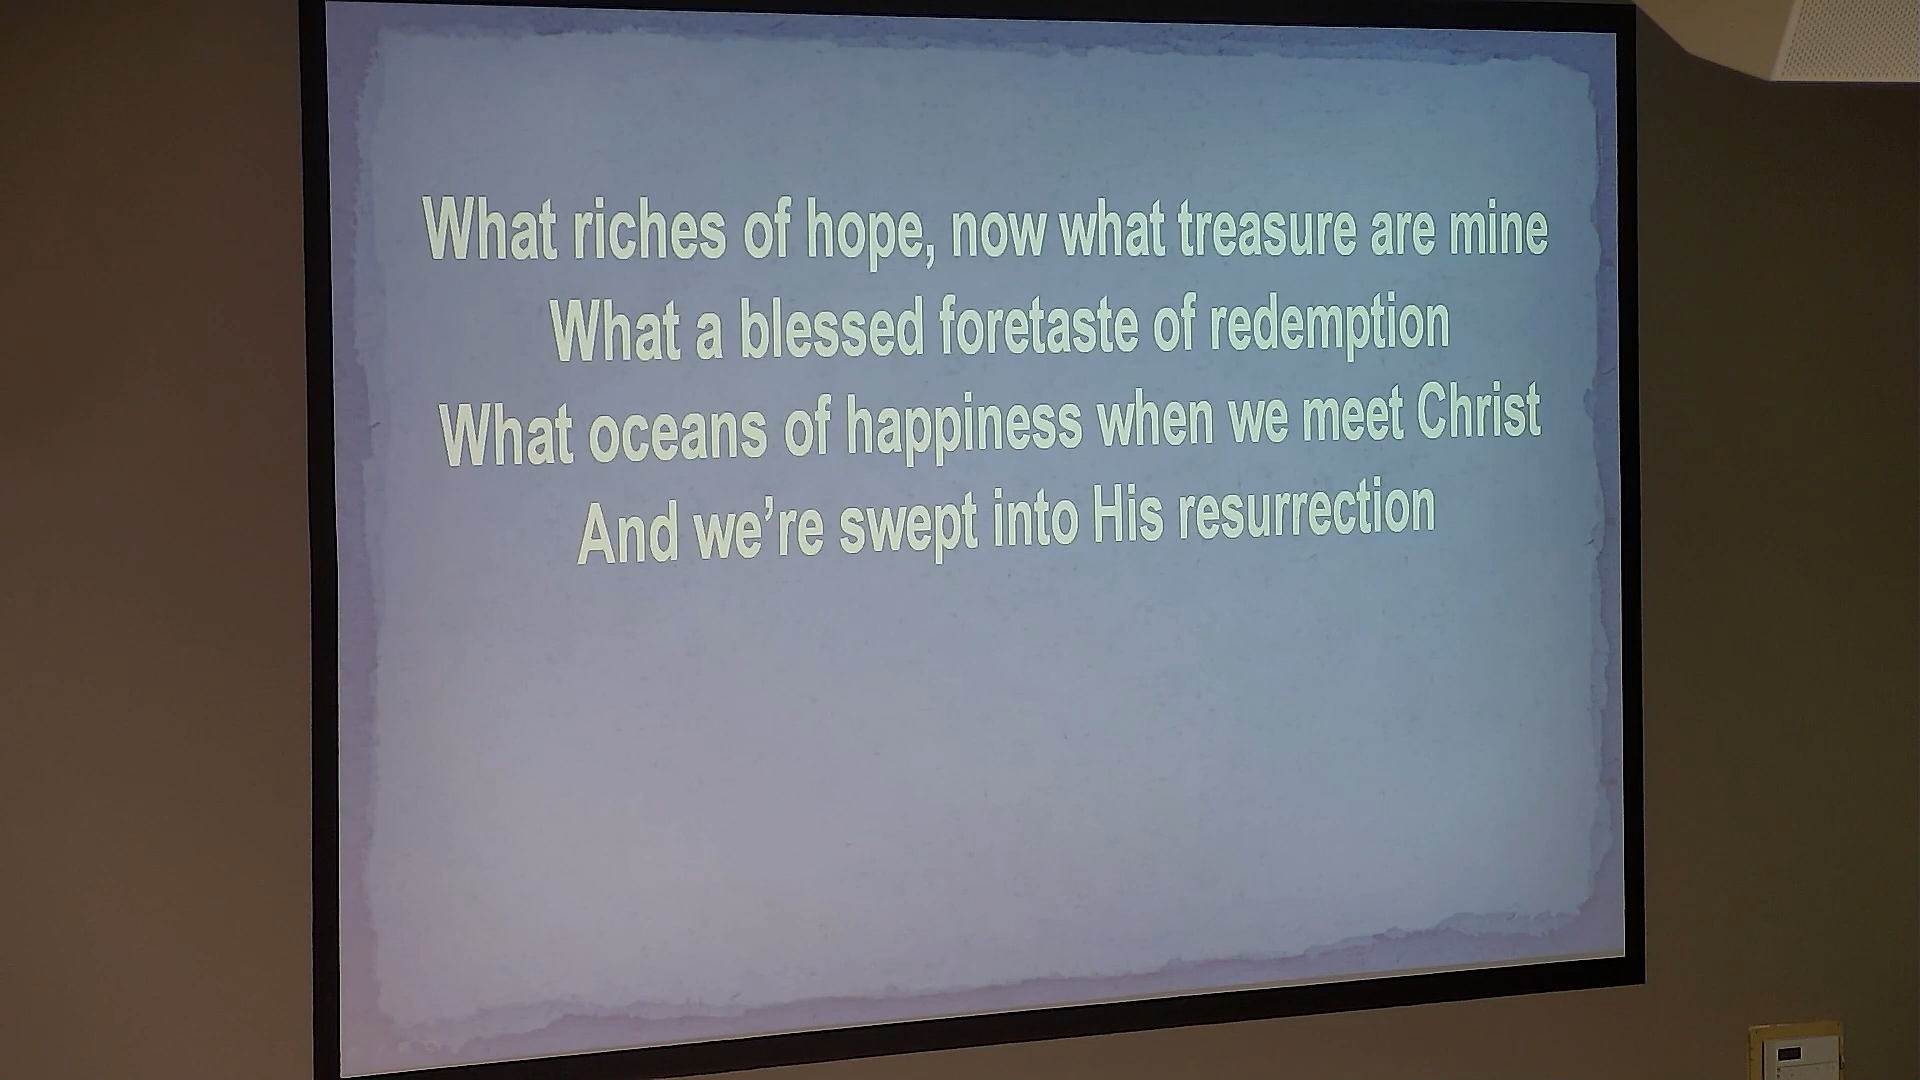 What riches of hope, now what treasure are mine
What a blessed foretaste of redemption
What oceans of happiness when we meet Christ
And we’re swept into His resurrection